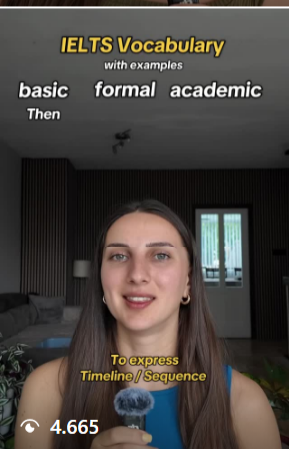 IELTS Vocabulary
with examples
basic formal academic
Then
To express
Timeline / Sequence
4.665